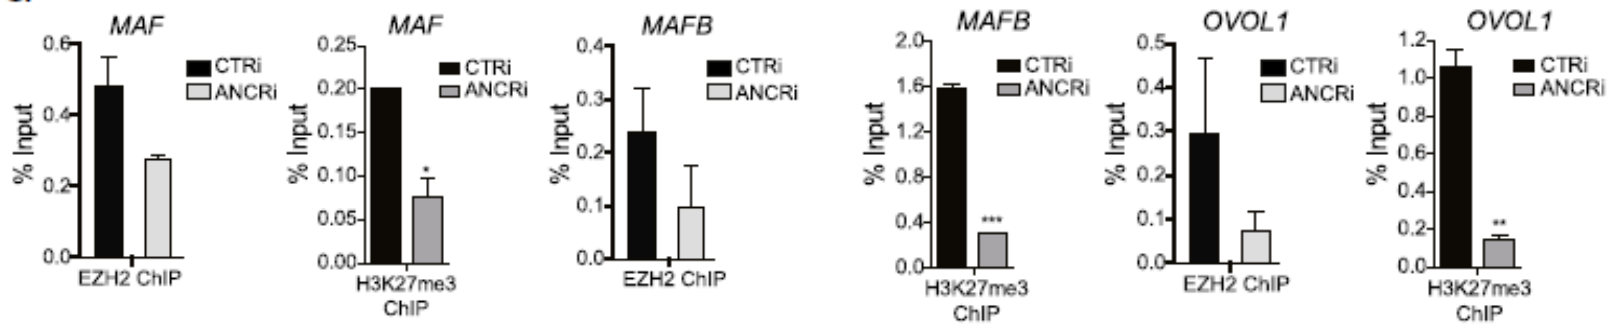 MAF
% Input
0.6
0.4
0.2
0.0
CTRi
ANCRi
EZH2 ChIP
MAF
% Input
0.25
0.20
0.15
0.10
0.05
0.00
CTRi
ANCRi
*
H3K27me3
ChIP
MAFB
% Input
0.4
0.3
0.2
0.1
0.0
CTRi
ANCRi
EZH2 ChIP
MAFB
% Input
2.0
1.6
1.2
0.8
0.4
0.0
CTRi
ANCRi
***
H3K27me3
ChIP
OVOL1
% Input
0.5
0.4
0.3
0.2
0.1
0.0
CTRi
ANCRi
EZH2 ChIP
OVOL1
% Input
1.2
1.0
0.8
0.6
0.4
0.2
0.0
CTRi
ANCRi
**
H3K27me3
ChIP